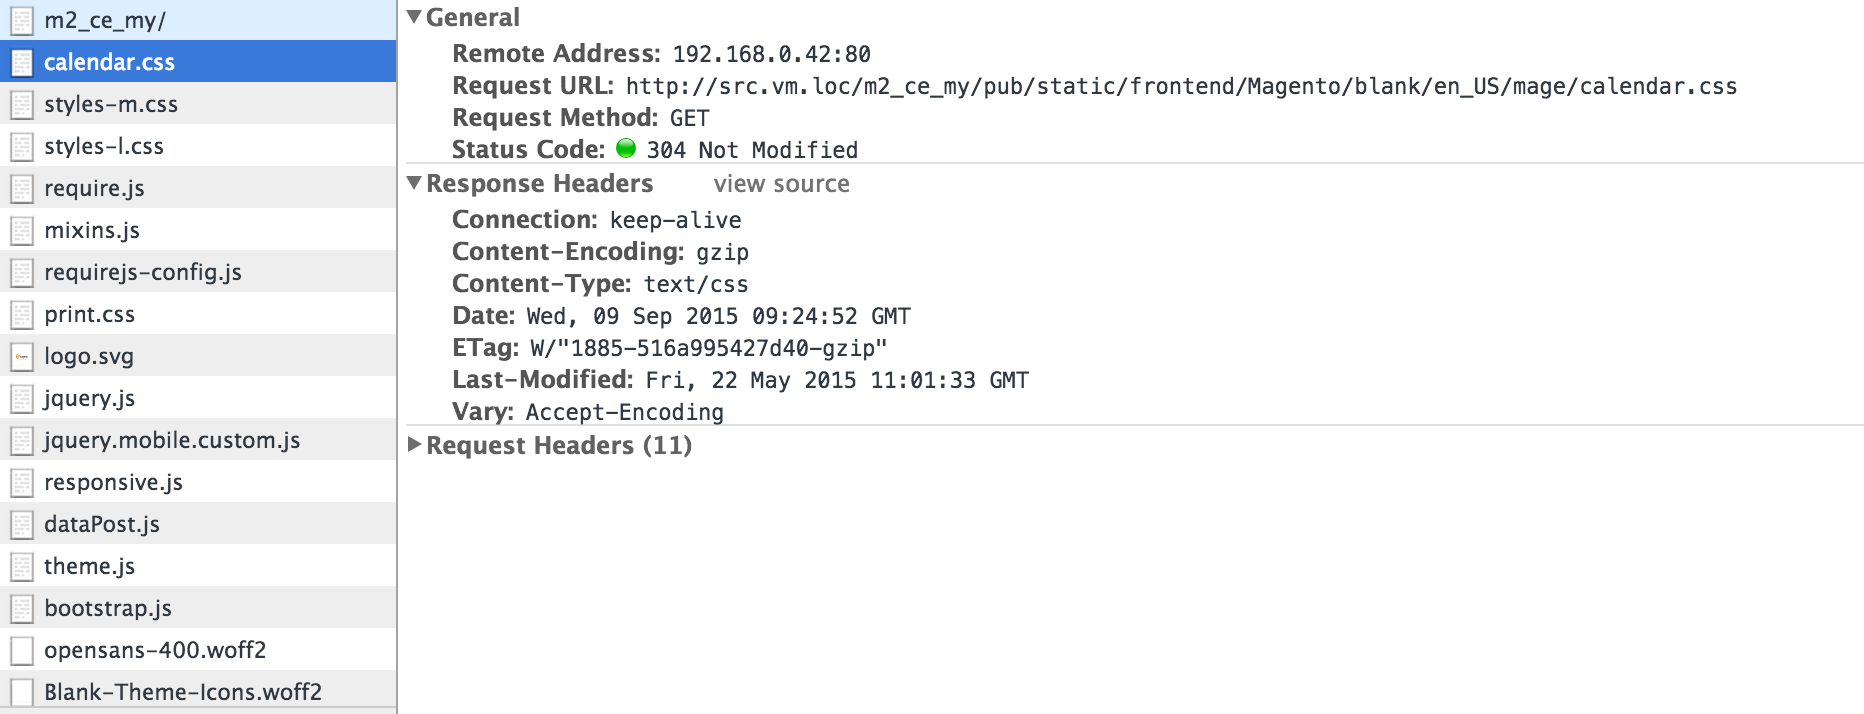 m2_ce_my/
calendar.css
styles-m.css
styles-l.css
require.js
mixins.js
requirejs-config.js
print.css
logo.svg
jquery.js
jquery.mobile.custom.js
responsive.js
dataPost.js
theme.js
bootstrap.js
opensans-400.woff2
Blank-Theme-Icons.woff2
General
Remote Address: 192.168.0.42:80
Request URL: http://src.vm.loc/m2_ce_my/pub/static/frontend/Magento/blank/en_US/mage/calendar.css
Request Method: GET
Status Code: 304 Not Modified
Response Headers view source
Connection: keep-alive
Content-Encoding: gzip
Content-Type: text/css
Date: Wed, 09 Sep 2015 09:24:52 GMT
ETag: W/"1885-516a995427d40-gzip"
Last-Modified: Fri, 22 May 2015 11:01:33 GMT
Vary: Accept-Encoding
Request Headers (11)